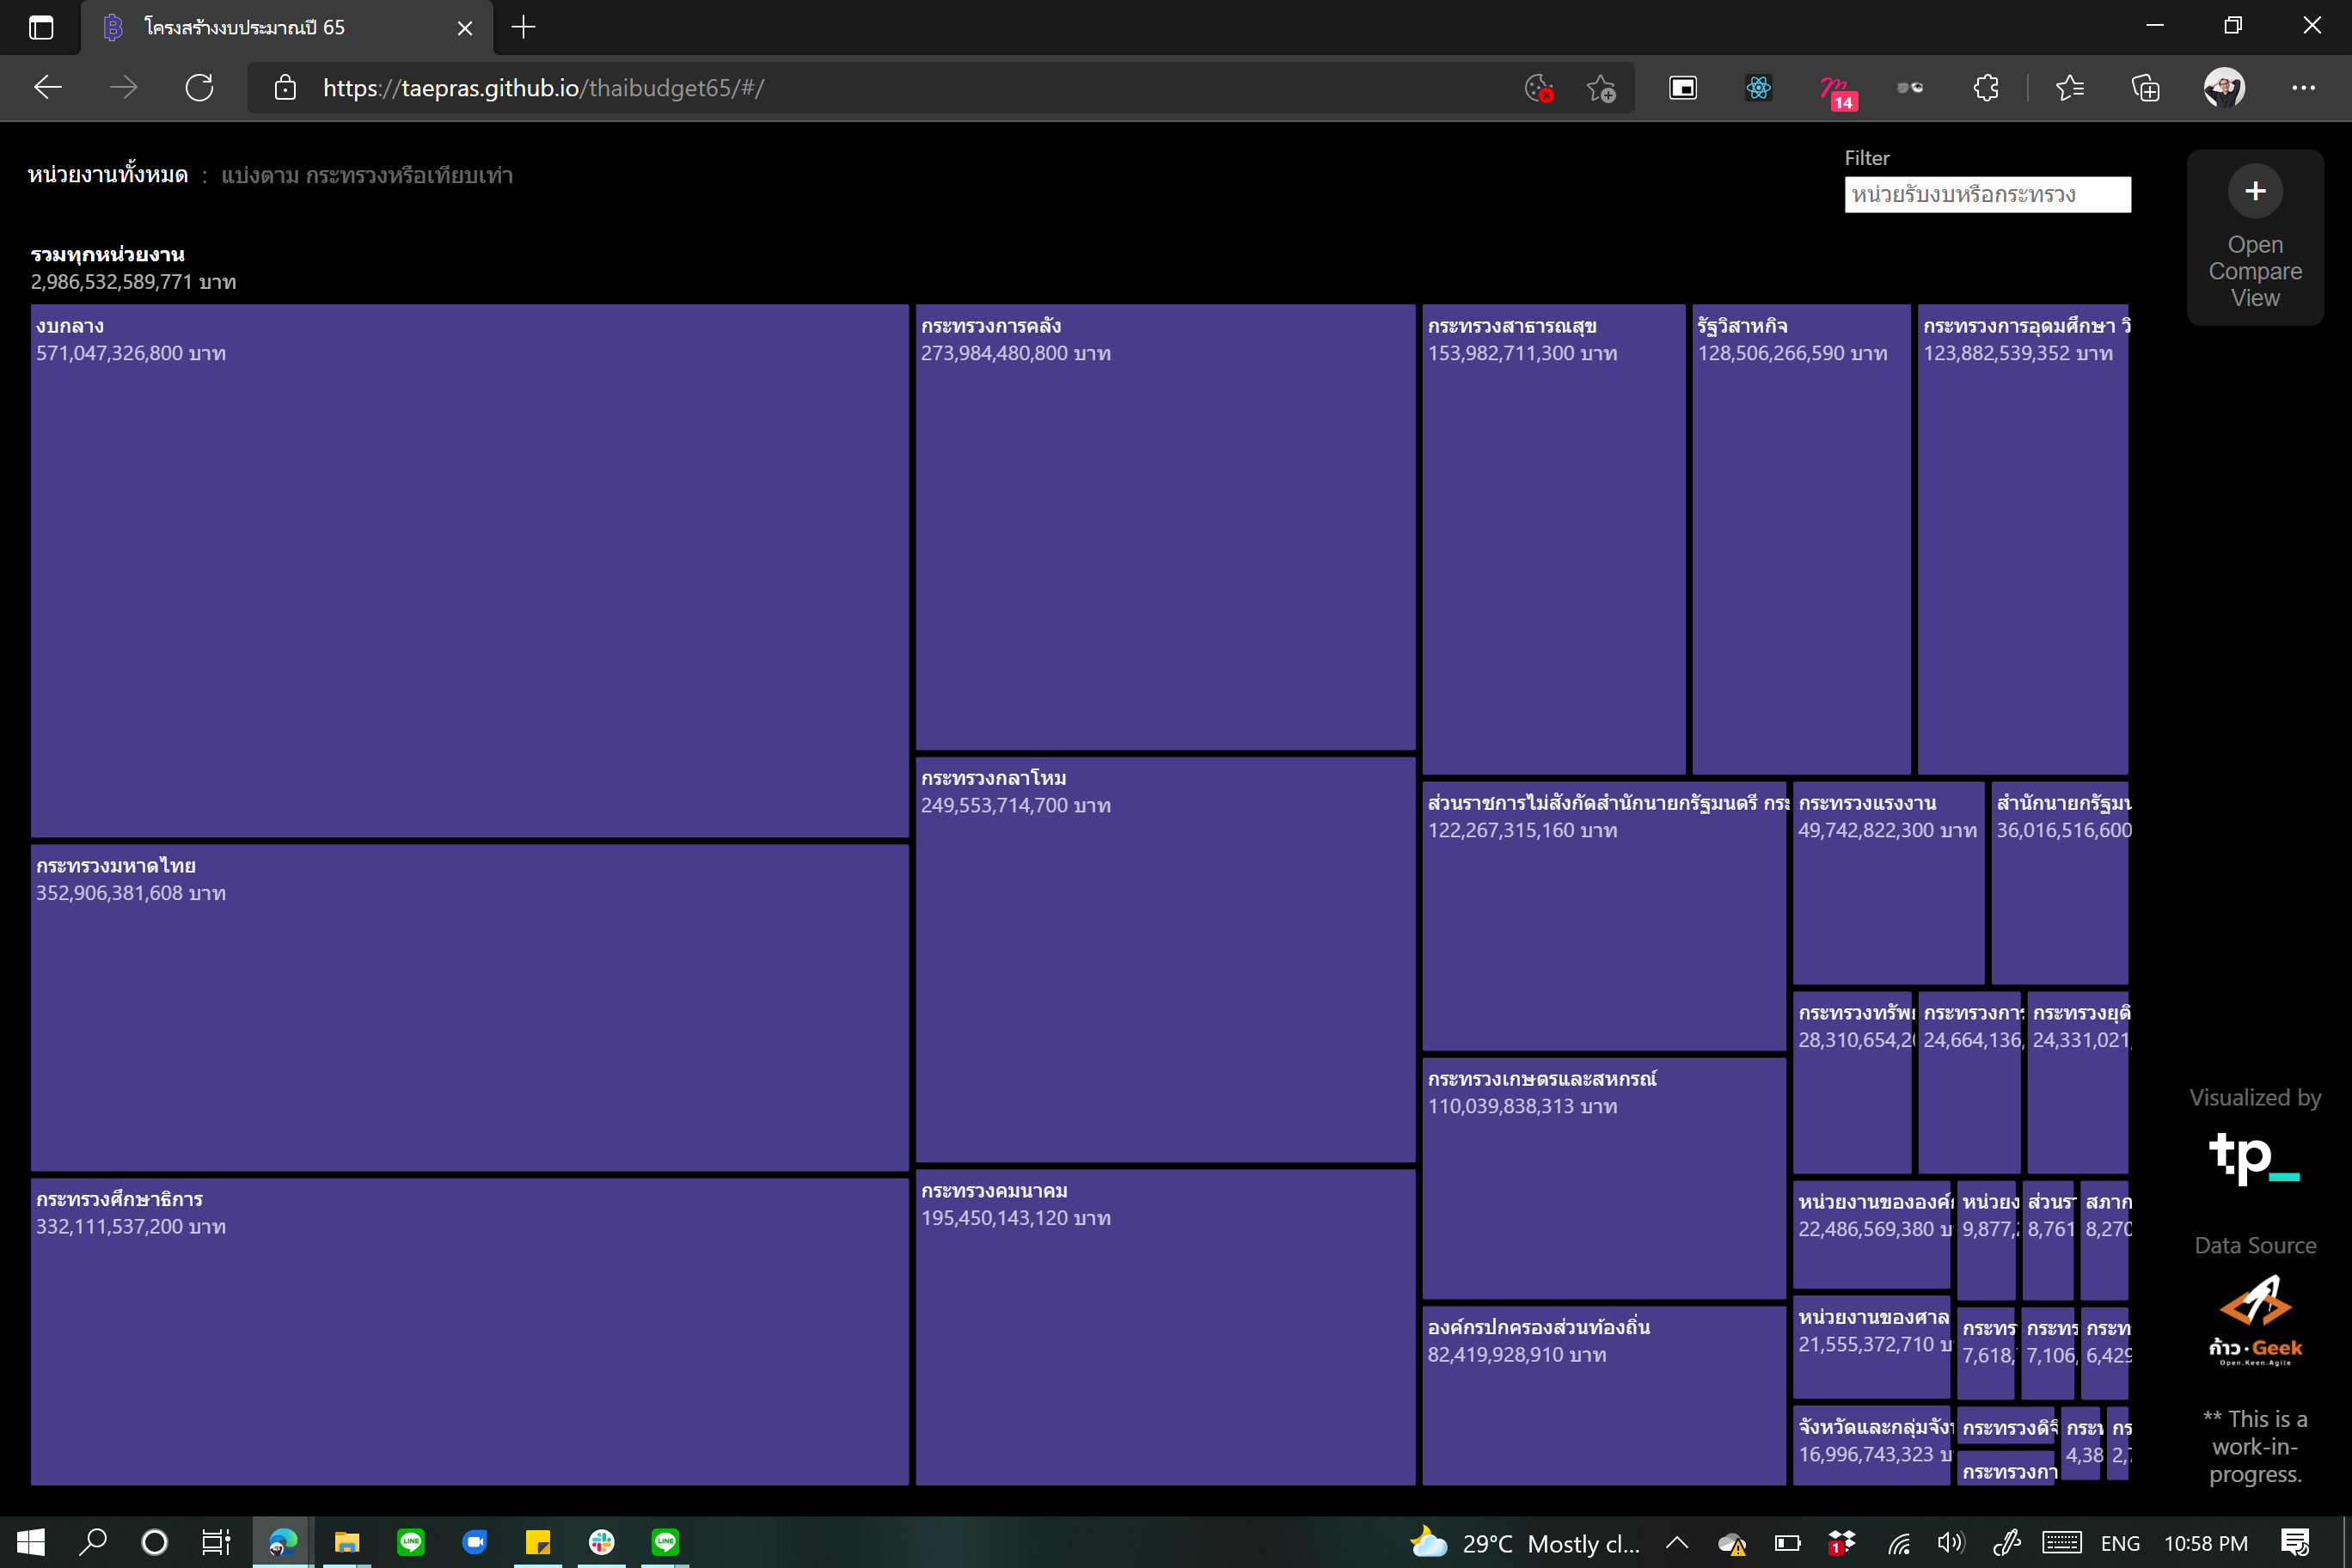 โครงสร้างงบประมาณปี 65
https://taepras.github.io/thaibudget65/#/
14
หน่วยงานทั้งหมด : แบ่งตาม กระทรวงหรือเทียบเท่า
Filter
หน่วยรับงบหรือกระทรวง
+
Open
Compare
View
รวมทุกหน่วยงาน
2,986,532,589,771 บาท
งบกลาง
571,047,326,800 บาท
กระทรวงมหาดไทย
352,906,381,608 บาท
กระทรวงศึกษาธิการ
332,111,537,200 บาท
กระทรวงการคลัง
273,984,480,800 บาท
กระทรวงกลาโหม
249,553,714,700 บาท
กระทรวงคมนาคม
195,450,143,120 บาท
กระทรวงสาธารณสุข
153,982,711,300 บาท
รัฐวิสาหกิจ
128,506,266,590 บาท
กระทรวงการอุดมศึกษา วิ
123,882,539,352 บาท
ส่วนราชการไม่สังกัดสำนักนายกรัฐมนตรี กระ
122,267,315,160 บาท
กระทรวงเกษตรและสหกรณ์
110,039,838,313 บาท
องค์กรปกครองส่วนท้องถิ่น
82,419,928,910 บาท
กระทรวงแรงงาน
49,742,822,300 บาท
สำนักนายกรัฐมน
36,016,516,600
กระทรวงทรัพย
28,310,654,2
กระทรวงการ
24,664,136,
กระทรวงยุติ
24,331,021,
หน่วยงานขององค์ก
22,486,569,380 บ
หน่วยง
9,877,
ส่วนรา
8,761
สภาก
8,270
หน่วยงานของศาล
21,555,372,710 บ
กระทร
7,618,
กระทร
7,106,
กระท
6,429
จังหวัดและกลุ่มจังห
16,996,743,323 บ
กระทรวงดิจิ
กระทรวงกา
กระท
4,38
กร
2,7
Visualized by
tp_
Data Source
ก้าว·Geek
Open.Keen.Agile
** This is a
work-in-
progress.
29°C Mostly cl...
1
ENG
10:58 PM